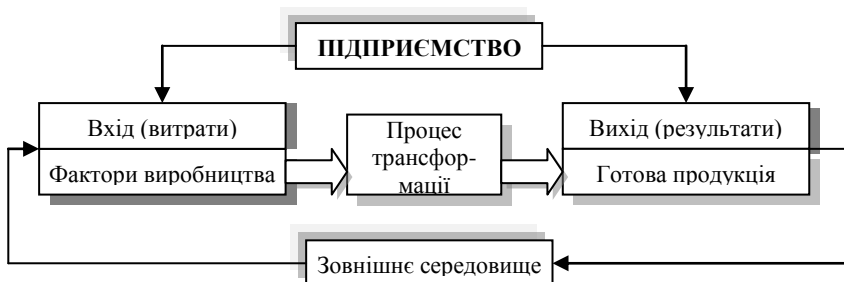 ПІДПРИЄМСТВО
Вхід (витрати)
Фактори виробництва
Процес
трансфор-
мації
Вихід (результати)
Готова продукція
Зовнішнє середовище